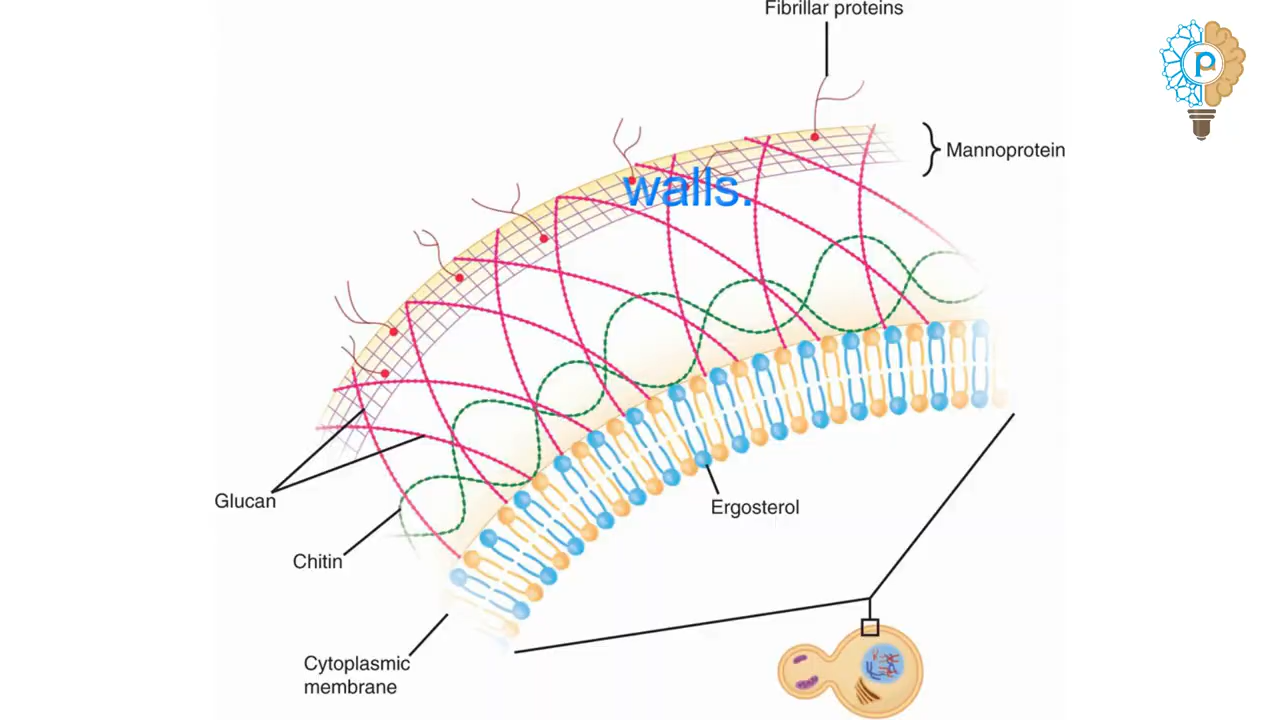 Fibrillar proteins
Mannoprotein
walls.
Glucan
Ergosterol
Chitin
Cytoplasmic
membrane
P